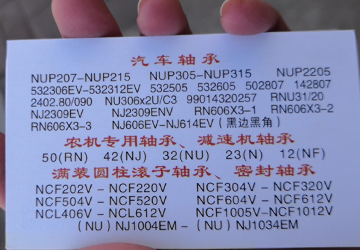 汽车轴承
NUP207-NUP215 NUP305-NUP315 NUP2205
532306EV-532312EV 532505 532605 502807 142807
2402.80/090 NU306x2U/C3 99014320257 RNU31/20
NJ2309EV NJ2309ENV RN606X3-1 RN606X3-2
RN606X3-3 NJ606EV-NJ614EV(黑边黑角)
农机专用轴承、减速机轴承
50(RN) 42(NJ) 32(NU) 23(N) 12(NF)
满装圆柱滚子轴承、密封轴承
NCF202V - NCF220V NCF304V - NCF320V
NCF504V - NCF520V NCF604V - NCF612V
NCL406V - NCL612V NCF1005V-NCF1012V
(NU)NJ1004EM - (NU)NJ1034EM